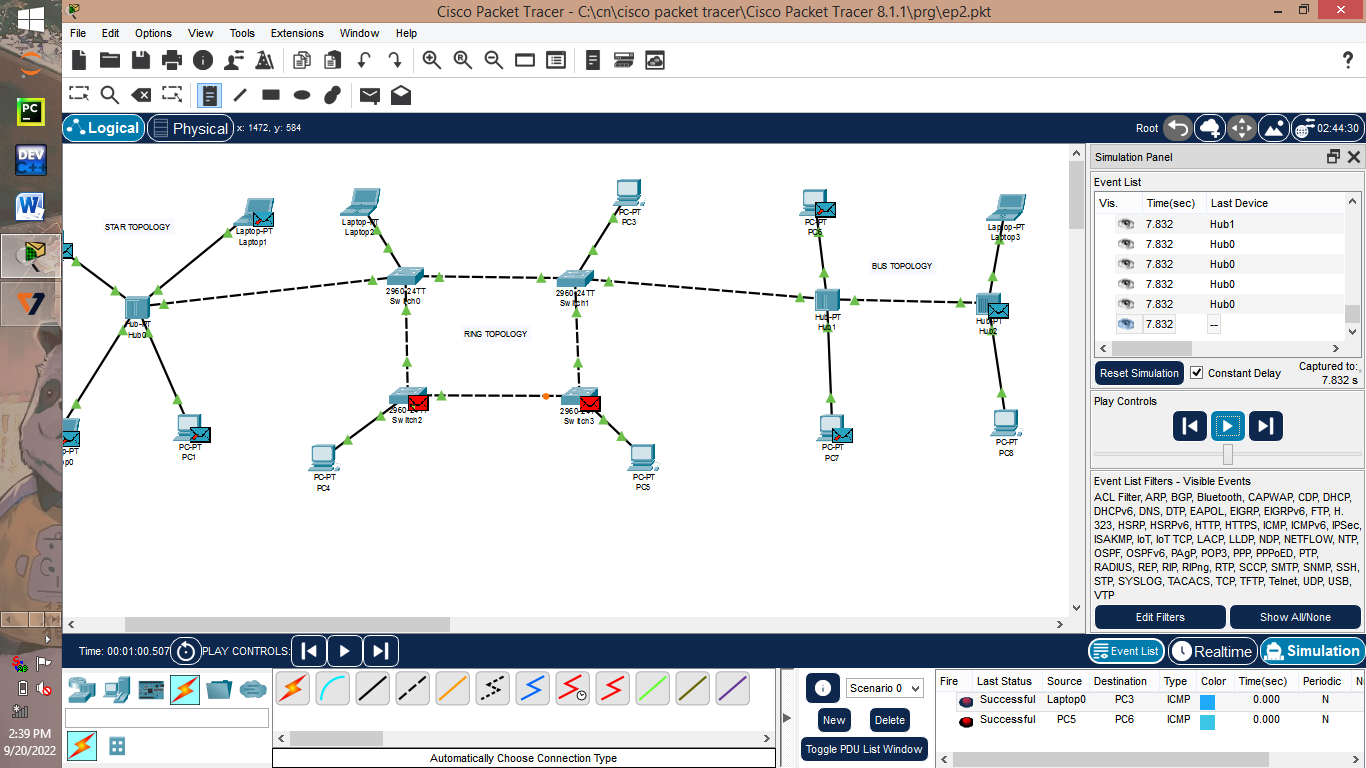 Cisco Packet Tracer - C:\cn\cisco packet tracer\Cisco Packet Tracer 8.1.1\prg\ep2.pkt
File Edit Options View Tools Extensions Window Help
Logical Physical x: 1472, y: 584
Root 02:44:30
STAR TOPOLOGY
Laptop-PT
Laptop1
Laptop-PT
Laptop2
PC-PT
PC3
PC-PT
PC6
BUS TOPOLOGY
Laptop-PT
Laptop3
Hub-PT
Hub0
2960-24TT
Switch0
2960-24TT
Switch1
Hub-PT
Hub1
Hub-PT
Hub2
RING TOPOLOGY
p-PT
p0
PC-PT
PC1
2960-24TT
Switch2
2960-24TT
Switch3
PC-PT
PC4
PC-PT
PC5
PC-PT
PC7
PC-PT
PC8
Simulation Panel
Event List
Vis. Time(sec) Last Device
7.832 Hub1
7.832 Hub0
7.832 Hub0
7.832 Hub0
7.832 Hub0
7.832 --
Reset Simulation Constant Delay Captured to:
7.832 s
Play Controls
Event List Filters - Visible Events
ACL Filter, ARP, BGP, Bluetooth, CAPWAP, CDP, DHCP,
DHCPv6, DNS, DTP, EAPOL, EIGRP, EIGRPv6, FTP, H.
323, HSRP, HSRPv6, HTTP, HTTPS, ICMP, ICMPv6, IPSec,
ISAKMP, IoT, IoT TCP, LACP, LLDP, NDP, NETFLOW, NTP,
OSPF, OSPFv6, PAgP, POP3, PPP, PPPoED, PTP,
RADIUS, REP, RIP, RIPng, RTP, SCCP, SMTP, SNMP, SSH,
STP, SYSLOG, TACACS, TCP, TFTP, Telnet, UDP, USB,
VTP
Edit Filters Show All/None
Time: 00:01:00.507 PLAY CONTROLS:
Event List Realtime Simulation
Automatically Choose Connection Type
Scenario 0
New Delete
Toggle PDU List Window
Fire Last Status Source Destination Type Color Time(sec) Periodic N
Successful Laptop0 PC3 ICMP 0.000 N
Successful PC5 PC6 ICMP 0.000 N
PC
DEV
C++
W
2:39 PM
9/20/2022